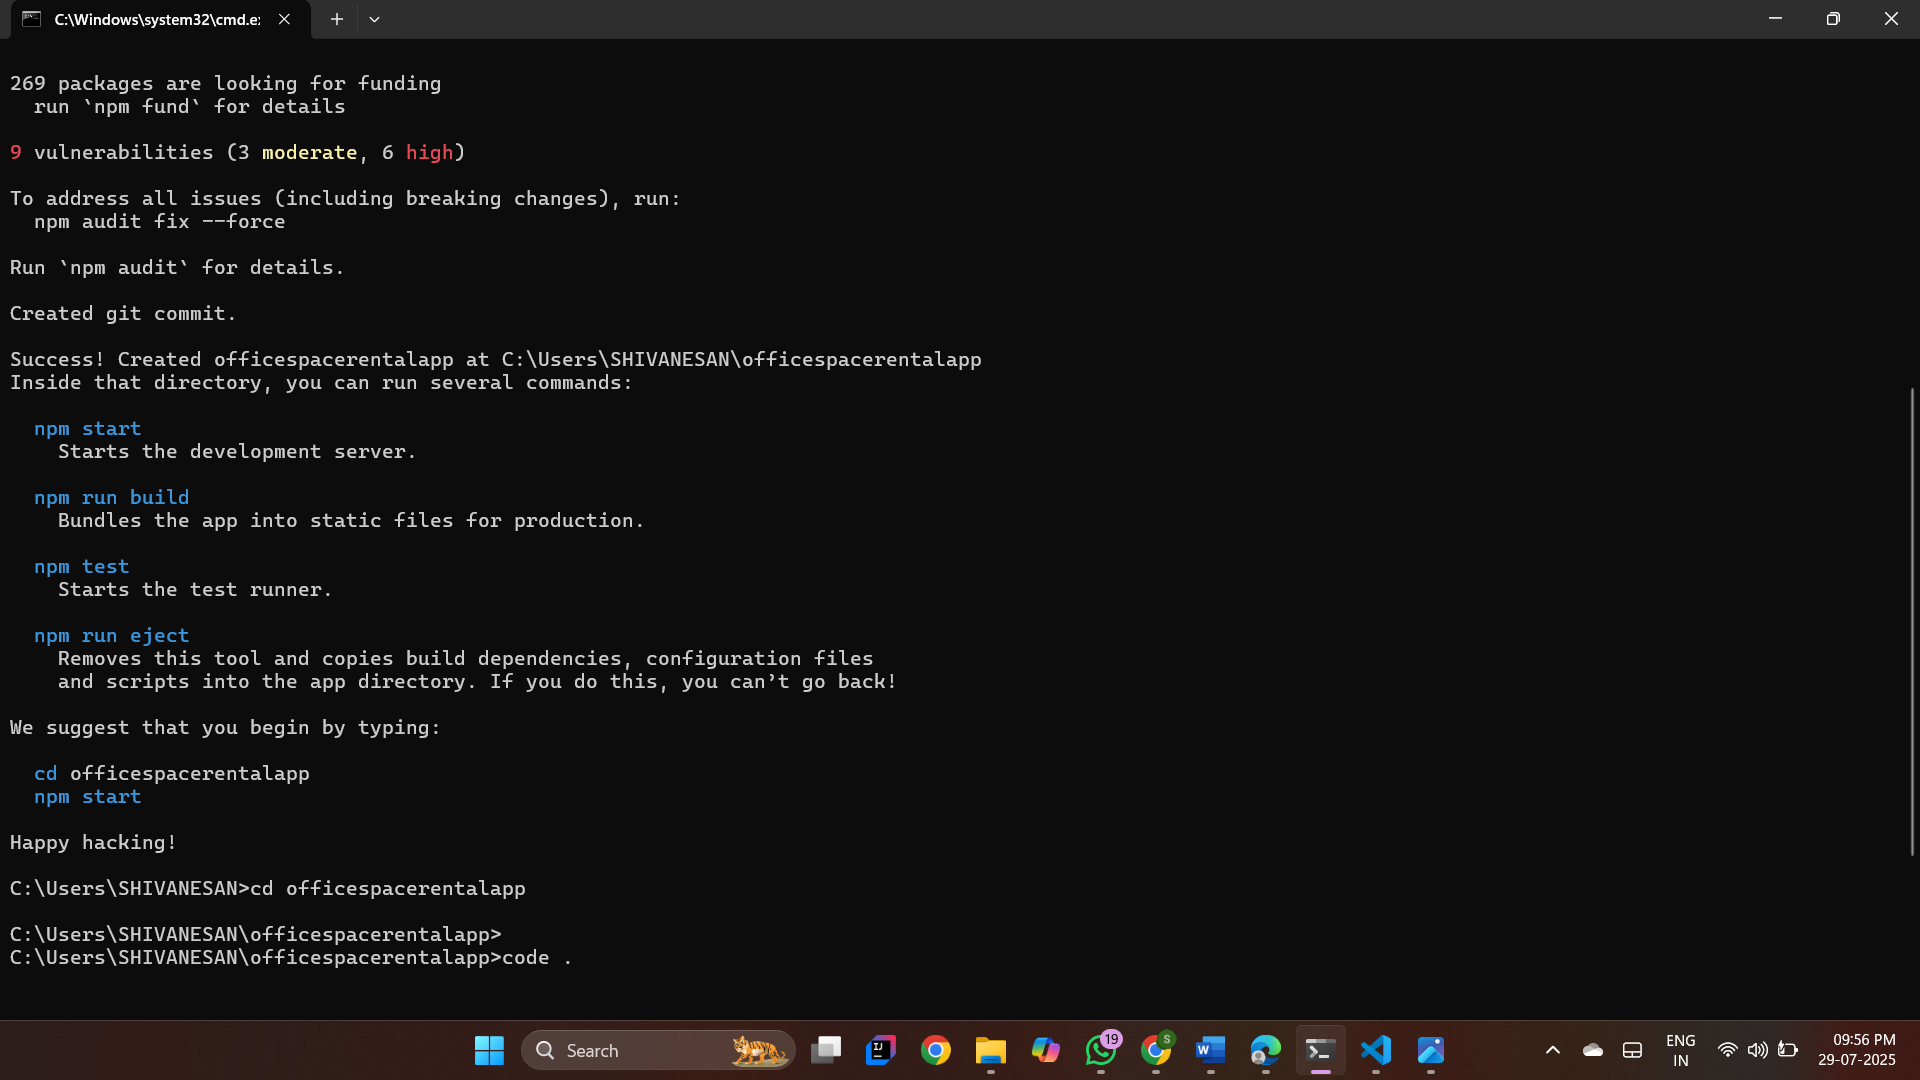 C:\Windows\system32\cmd.e
269 packages are looking for funding
run `npm fund` for details
9 vulnerabilities (3 moderate, 6 high)
To address all issues (including breaking changes), run:
npm audit fix --force
Run `npm audit` for details.
Created git commit.
Success! Created officespacerentalapp at C:\Users\SHIVANESAN\officespacerentalapp
Inside that directory, you can run several commands:
npm start
Starts the development server.
npm run build
Bundles the app into static files for production.
npm test
Starts the test runner.
npm run eject
Removes this tool and copies build dependencies, configuration files
and scripts into the app directory. If you do this, you can’t go back!
We suggest that you begin by typing:
cd officespacerentalapp
npm start
Happy hacking!
C:\Users\SHIVANESAN>cd officespacerentalapp
C:\Users\SHIVANESAN\officespacerentalapp>
C:\Users\SHIVANESAN\officespacerentalapp>code .
Search
IJ
19
S
W
ENG
IN
09:56 PM
29-07-2025